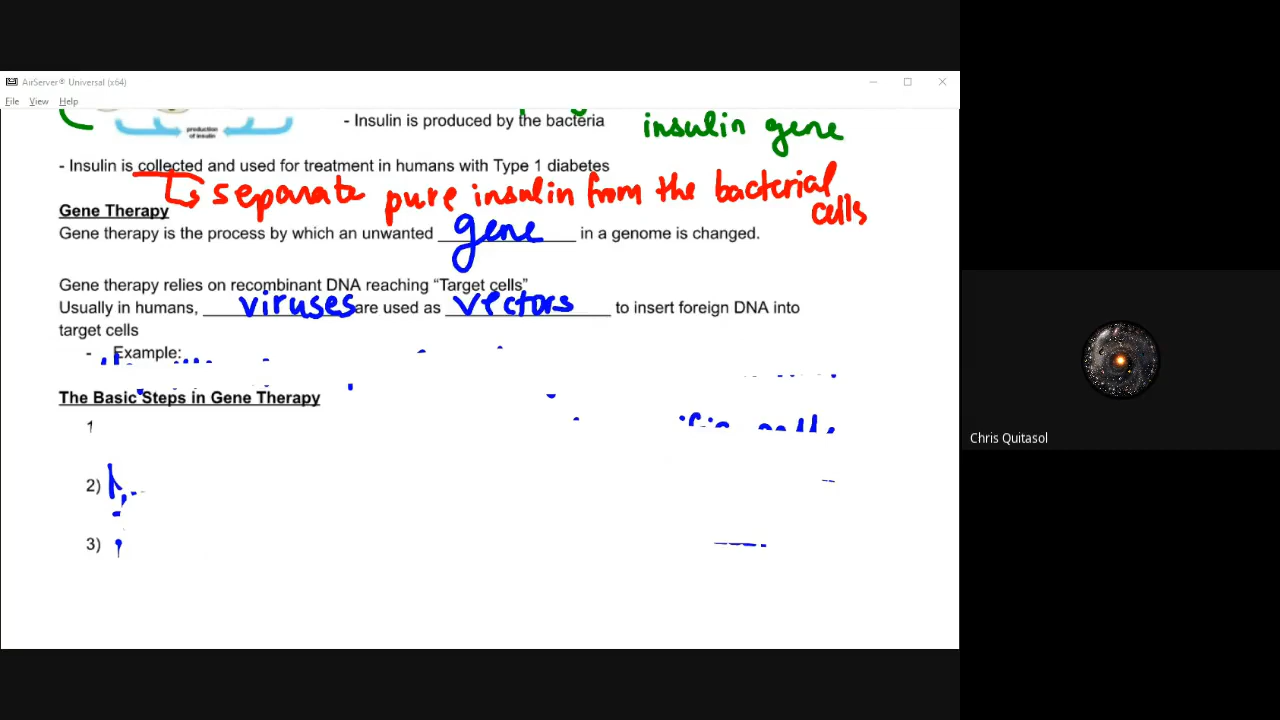 AirServer® Universal (x64)
File View Help
production
of insulin
- Insulin is produced by the bacteria
insulin gene
- Insulin is collected and used for treatment in humans with Type 1 diabetes
separate pure insulin from the bacterial
cells
Gene Therapy
Gene therapy is the process by which an unwanted gene in a genome is changed.
Gene therapy relies on recombinant DNA reaching “Target cells”
Usually in humans, viruses are used as vectors to insert foreign DNA into
target cells
- Example:
The Basic Steps in Gene Therapy
1
2)
3)
Chris Quitasol